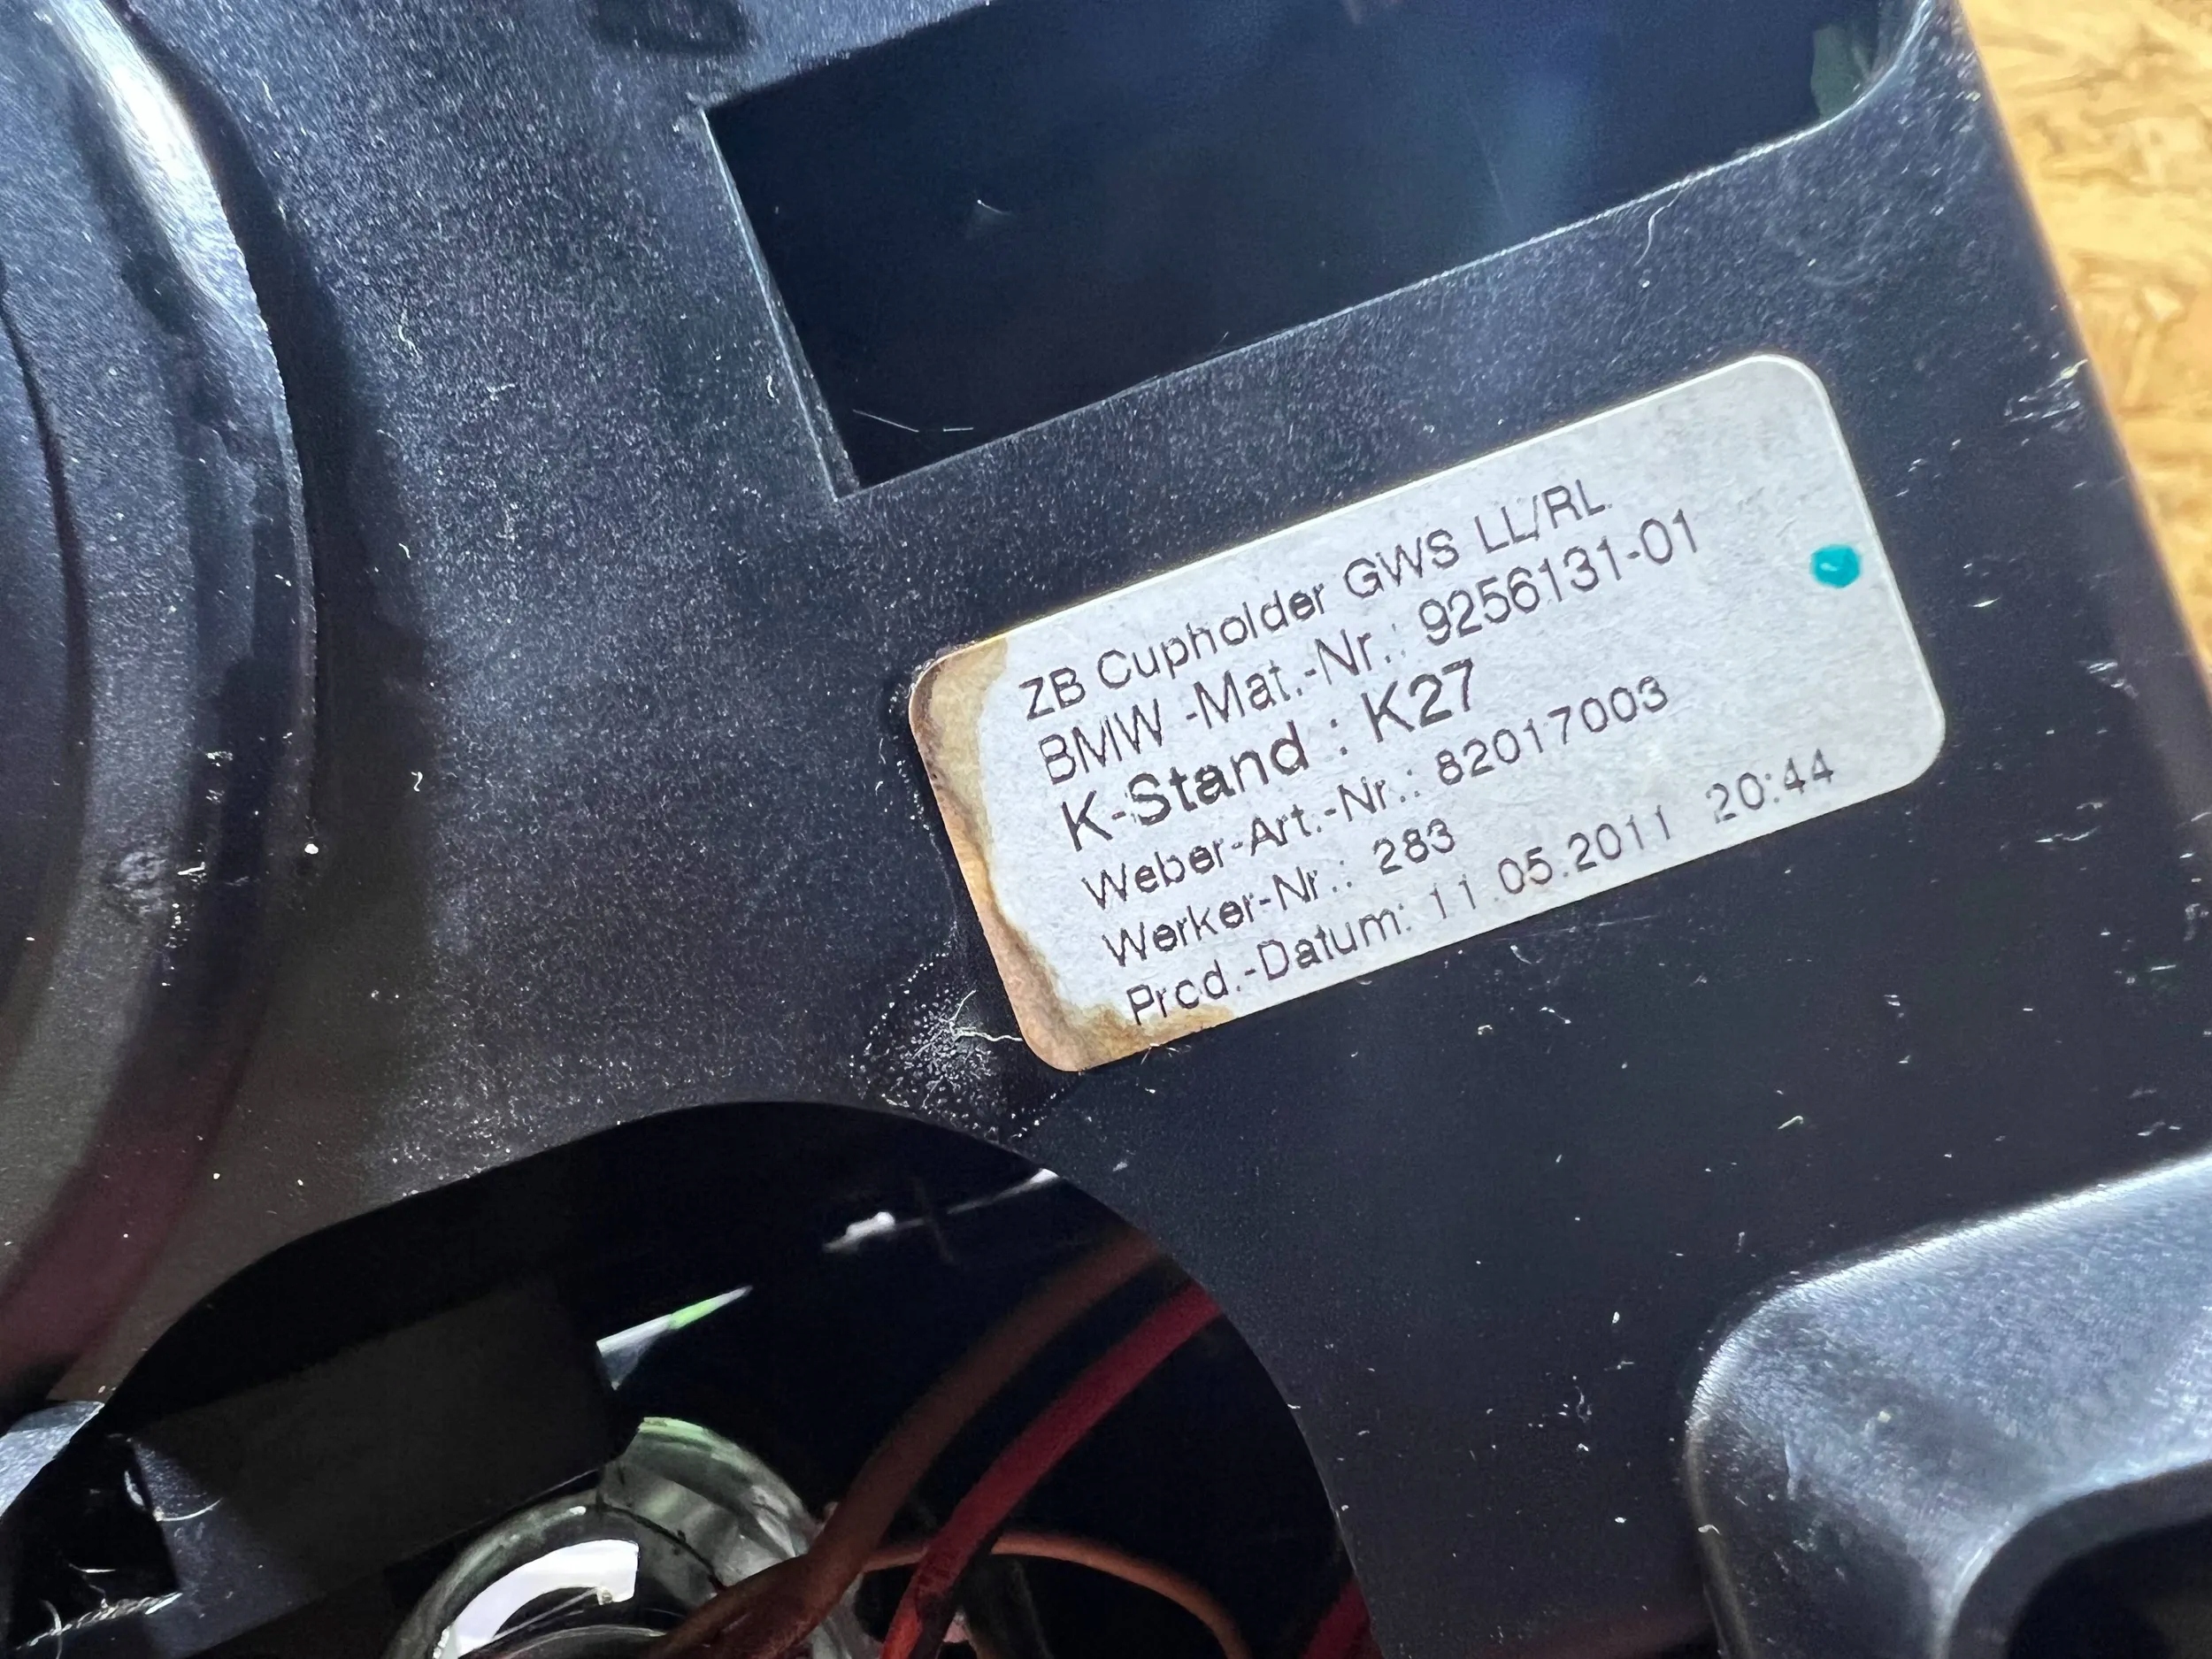 ZB Cupholder GWS LL/RL
BMW -Mat.-Nr.: 9256131-01
K-Stand : K27
Weber-Art.-Nr.: 82017003
Werker-Nr.: 283
Prod.-Datum: 11.05.2011 20:44